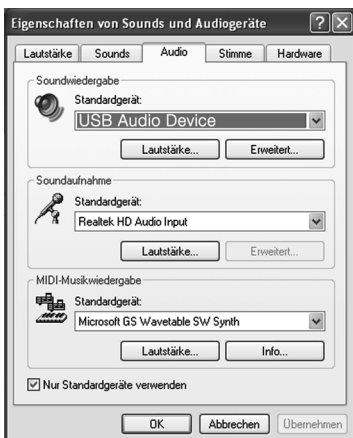 Eigenschaften von Sounds und Audiogeräte
Lautstärke Sounds Audio Stimme Hardware
Soundwiedergabe
Standardgerät:
USB Audio Device
Lautstärke... Erweitert...
Soundaufnahme
Standardgerät:
Realtek HD Audio Input
Lautstärke... Erweitert...
MIDI-Musikwiedergabe
Standardgerät:
Microsoft GS Wavetable SW Synth
Lautstärke... Info...
Nur Standardgeräte verwenden
OK Abbrechen Übernehmen